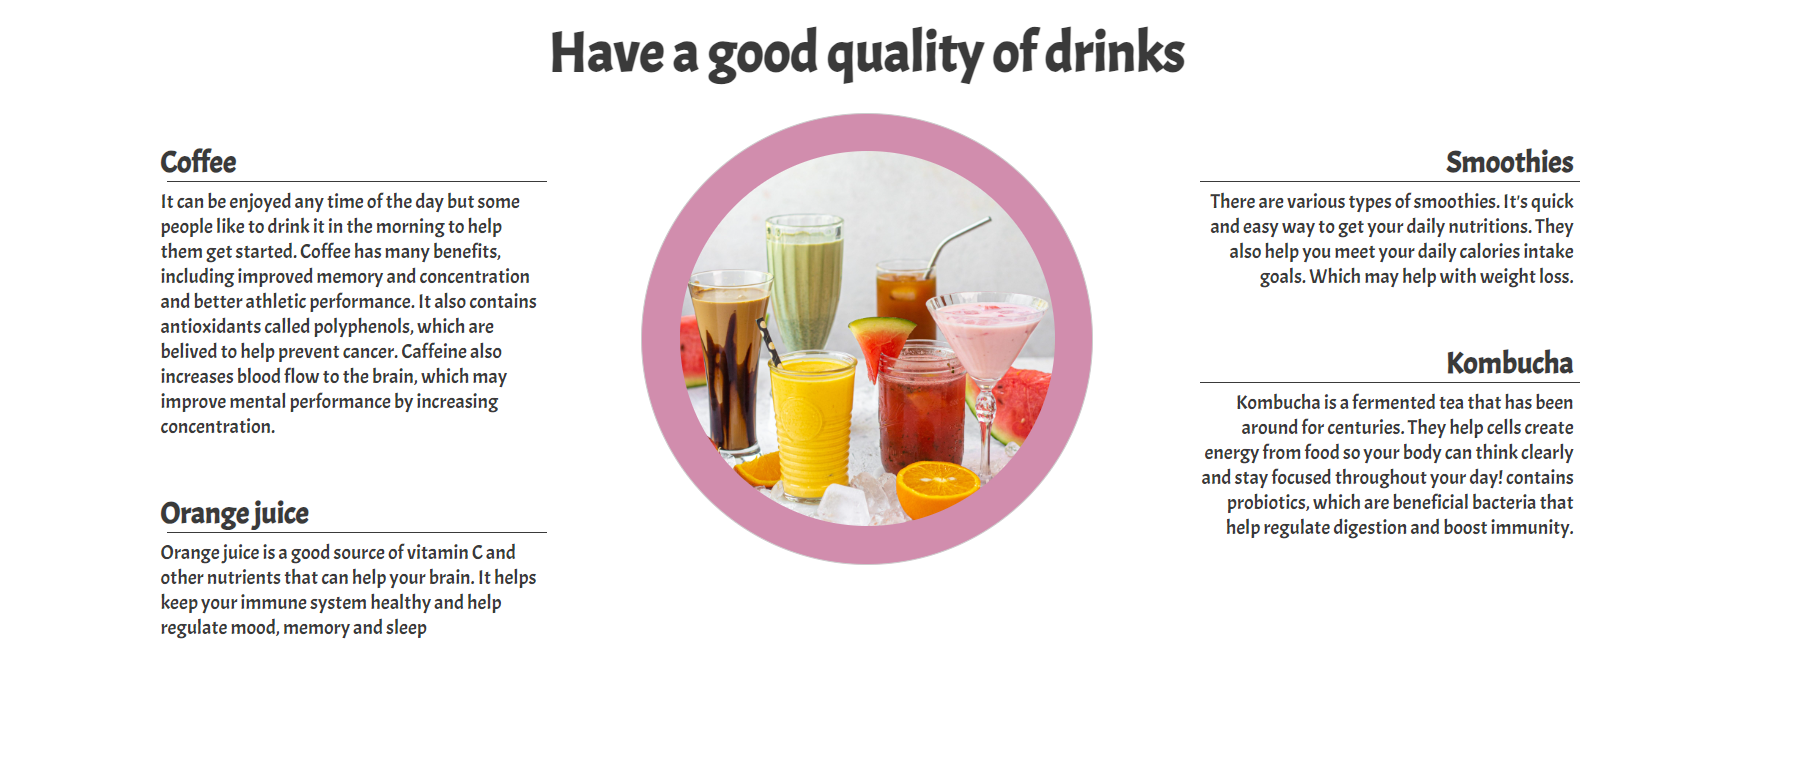 Have a good quality of drinks
Coffee
It can be enjoyed any time of the day but some
people like to drink it in the morning to help
them get started. Coffee has many benefits,
including improved memory and concentration
and better athletic performance. It also contains
antioxidants called polyphenols, which are
belived to help prevent cancer. Caffeine also
increases blood flow to the brain, which may
improve mental performance by increasing
concentration.
Orange juice
Orange juice is a good source of vitamin C and
other nutrients that can help your brain. It helps
keep your immune system healthy and help
regulate mood, memory and sleep
Smoothies
There are various types of smoothies. It's quick
and easy way to get your daily nutritions. They
also help you meet your daily calories intake
goals. Which may help with weight loss.
Kombucha
Kombucha is a fermented tea that has been
around for centuries. They help cells create
energy from food so your body can think clearly
and stay focused throughout your day! contains
probiotics, which are beneficial bacteria that
help regulate digestion and boost immunity.